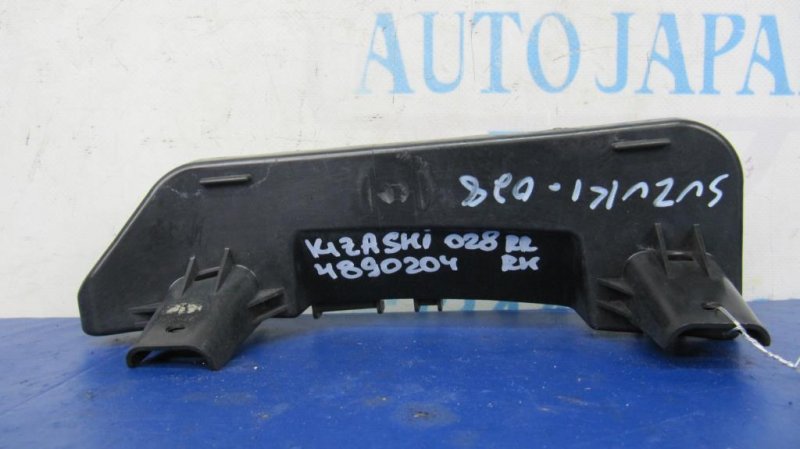 AUTO JAPA
SUZUKI-028
KIZASHI 028 RR
4890204 RH